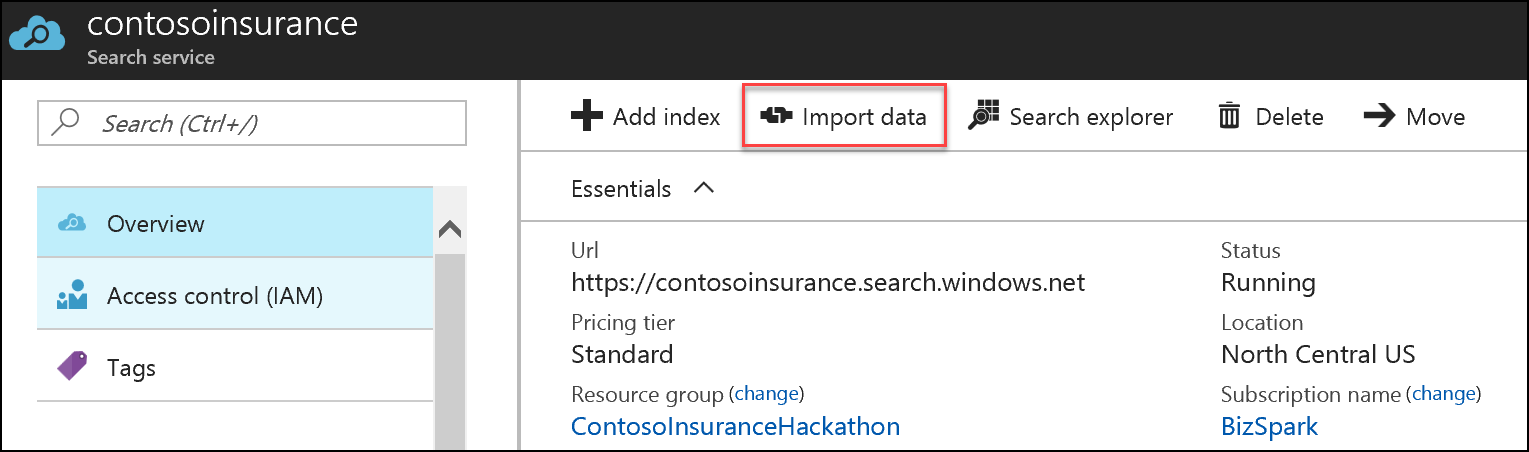 contosoinsurance
Search service
Search (Ctrl+/)
Overview
Access control (IAM)
Tags
Add index Import data Search explorer Delete Move
Essentials
Url
https://contosoinsurance.search.windows.net
Pricing tier
Standard
Resource group (change)
ContosoInsuranceHackathon
Status
Running
Location
North Central US
Subscription name (change)
BizSpark